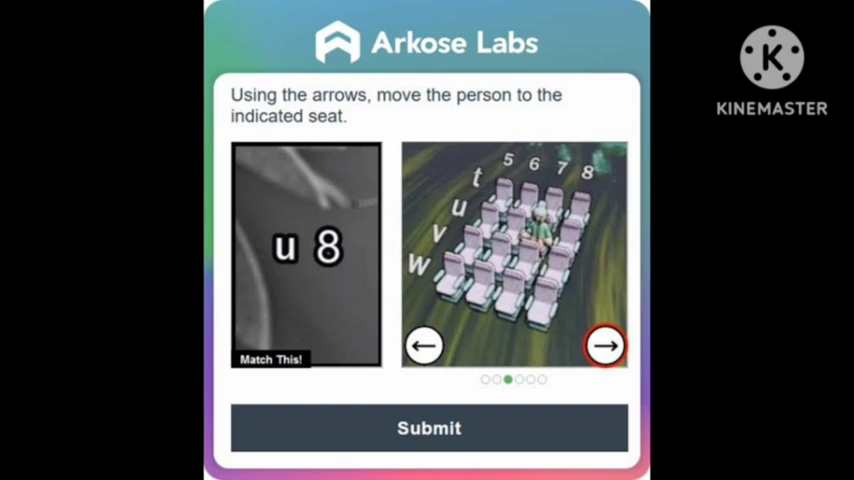 Arkose Labs
KINEMASTER
Using the arrows, move the person to the
indicated seat.
u 8
Match This!
5 6 7 8
t
u
v
w
Submit